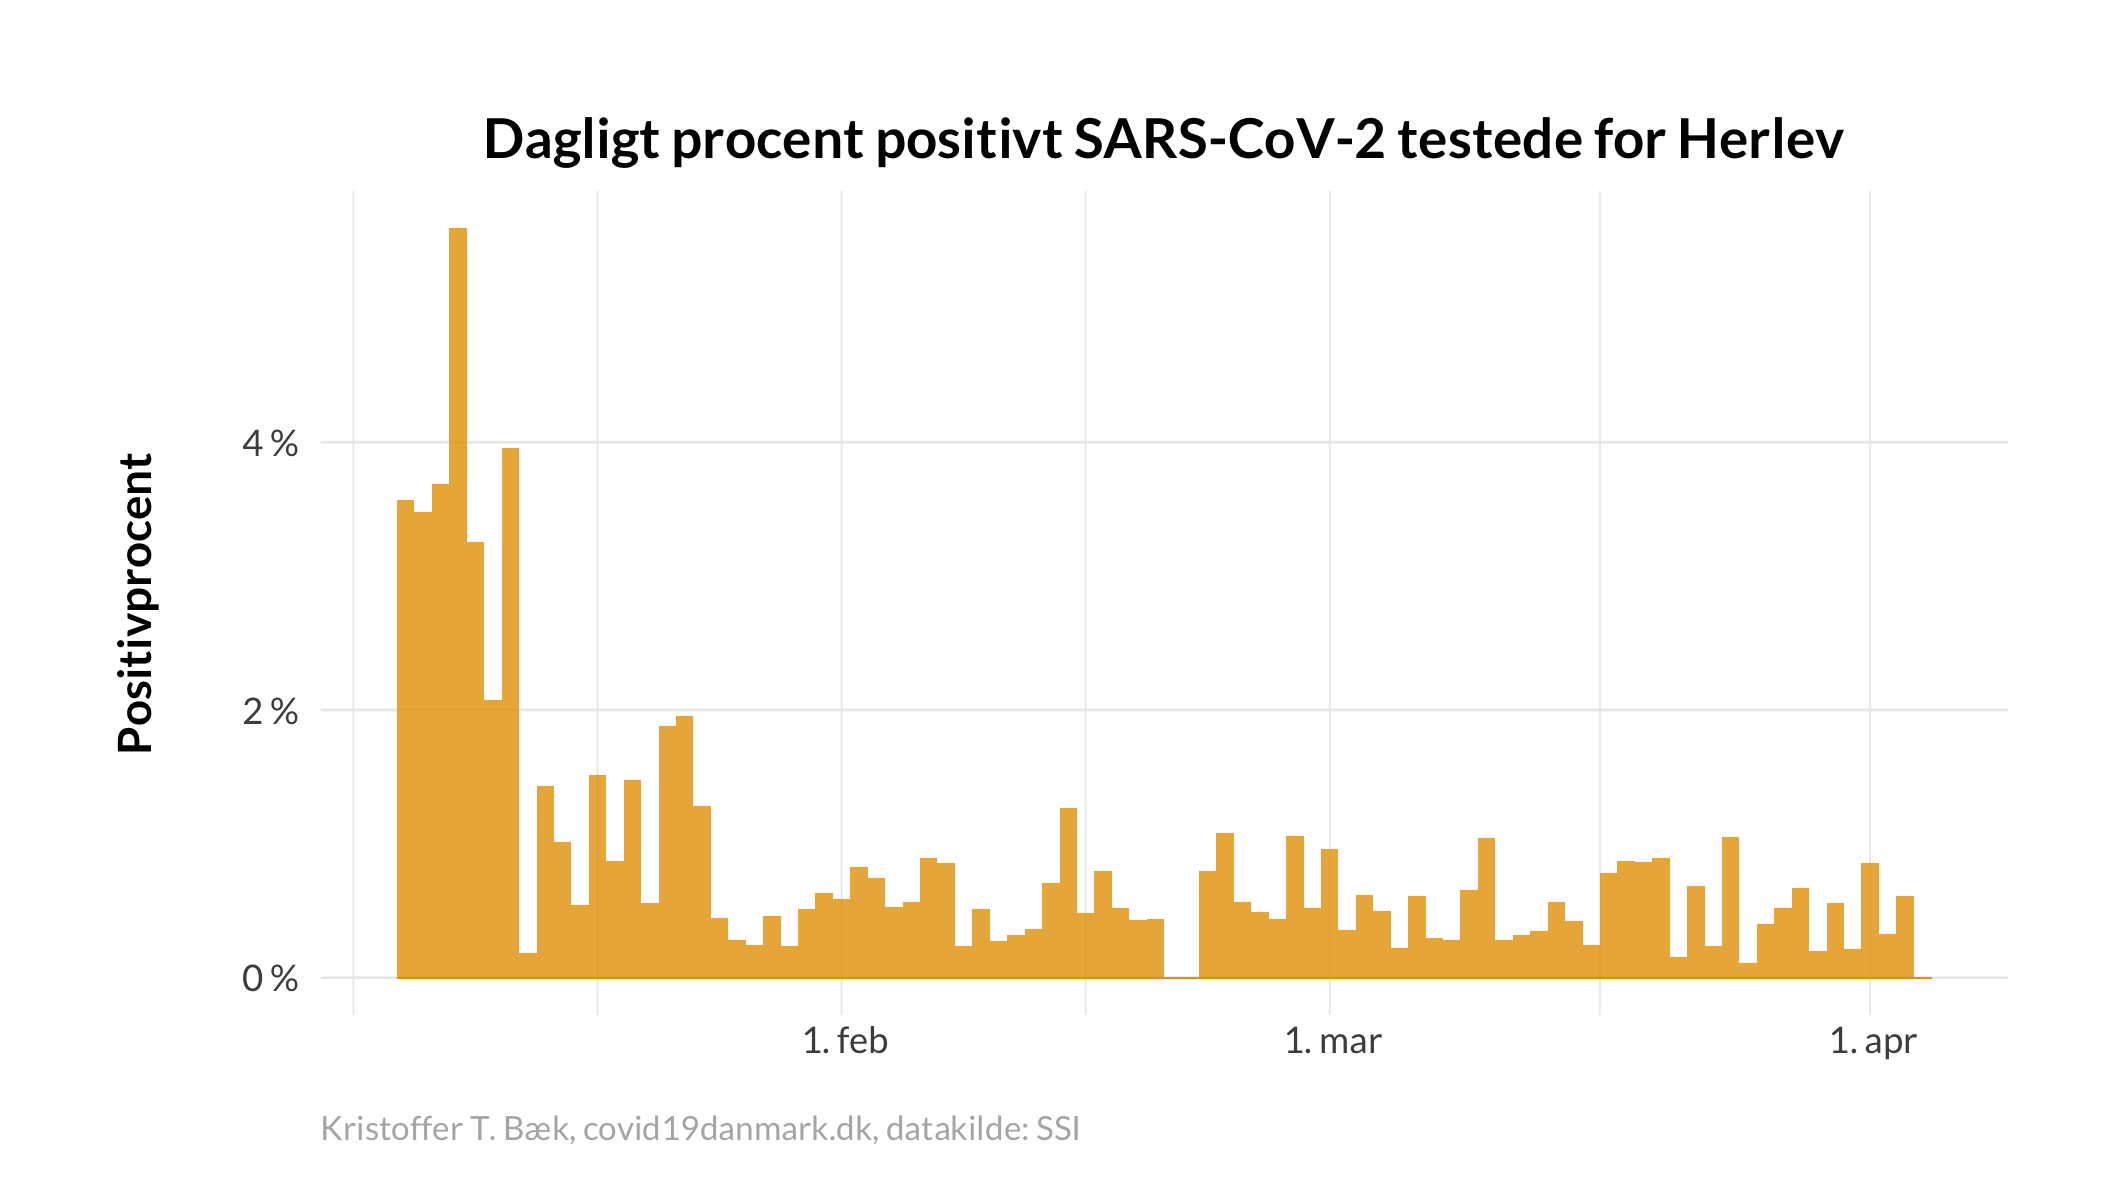 Dagligt procent positivt SARS-CoV-2 testede for Herlev
Positivprocent
4 %
2 %
0 %
1. feb
1. mar
1. apr
Kristoffer T. Bæk, covid19danmark.dk, datakilde: SSI